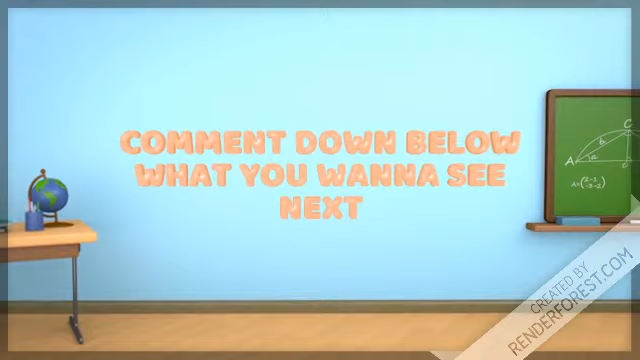 COMMENT DOWN BELOW
WHAT YOU WANNA SEE
NEXT
C
b
A
a
CREATED BY
RENDERFOREST.COM